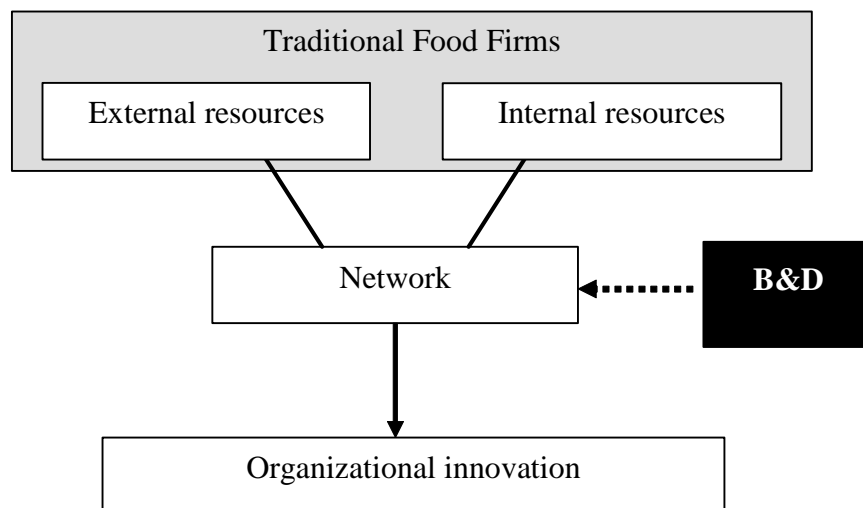 Traditional Food Firms
External resources
Internal resources
Network
B&D
Organizational innovation